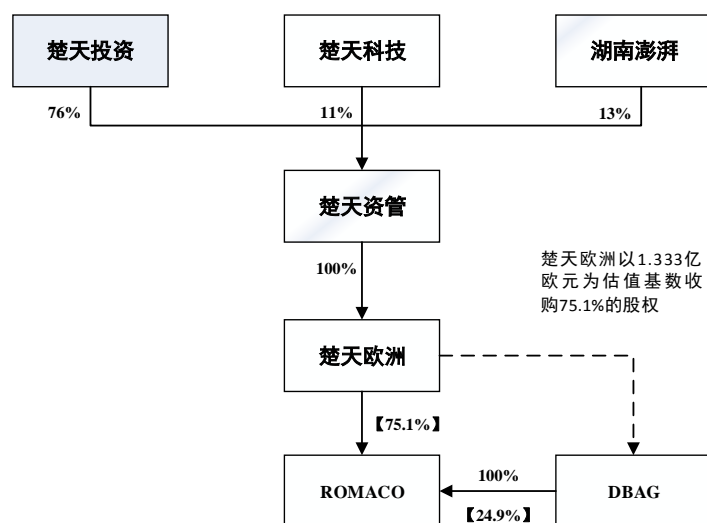 楚天投资
楚天科技
湖南澎湃
76%
11%
13%
楚天资管
100%
楚天欧洲以1.333亿
欧元为估值基数收
购75.1%的股权
楚天欧洲
【75.1%】
ROMACO
100%
【24.9%】
DBAG